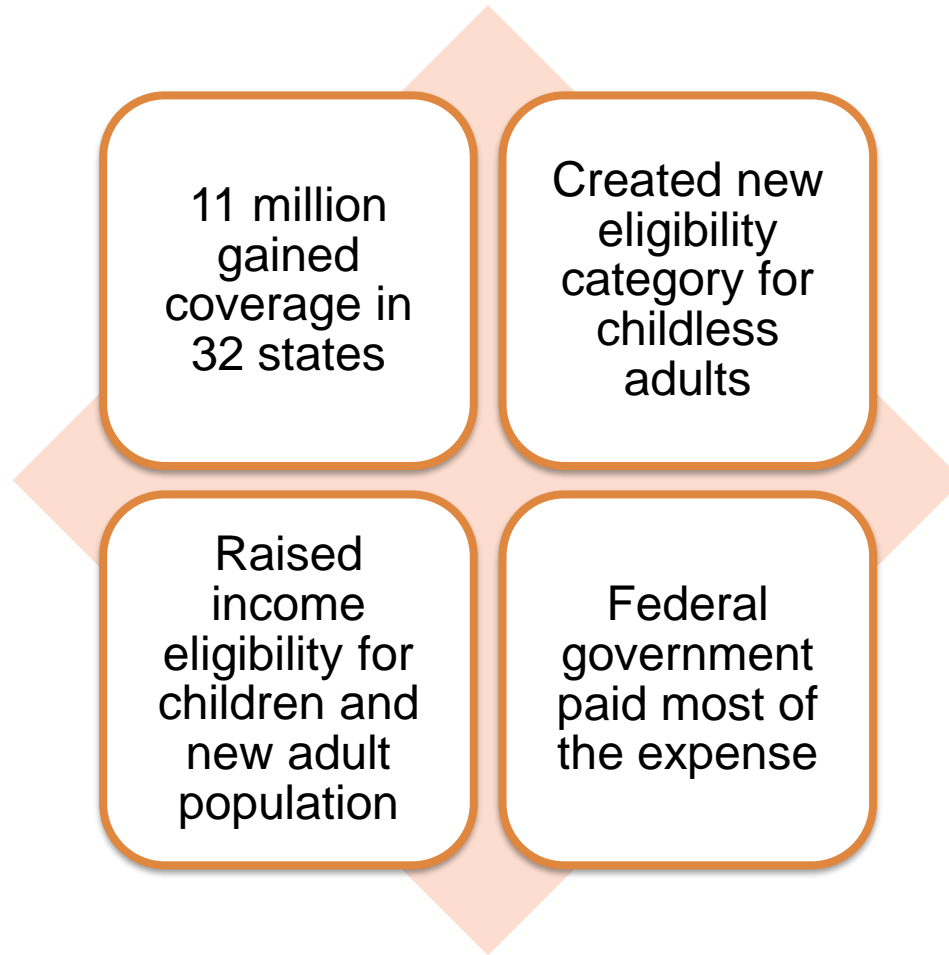 11 million
gained
coverage in
32 states
Created new
eligibility
category for
childless
adults
Raised
income
eligibility for
children and
new adult
population
Federal
government
paid most of
the expense